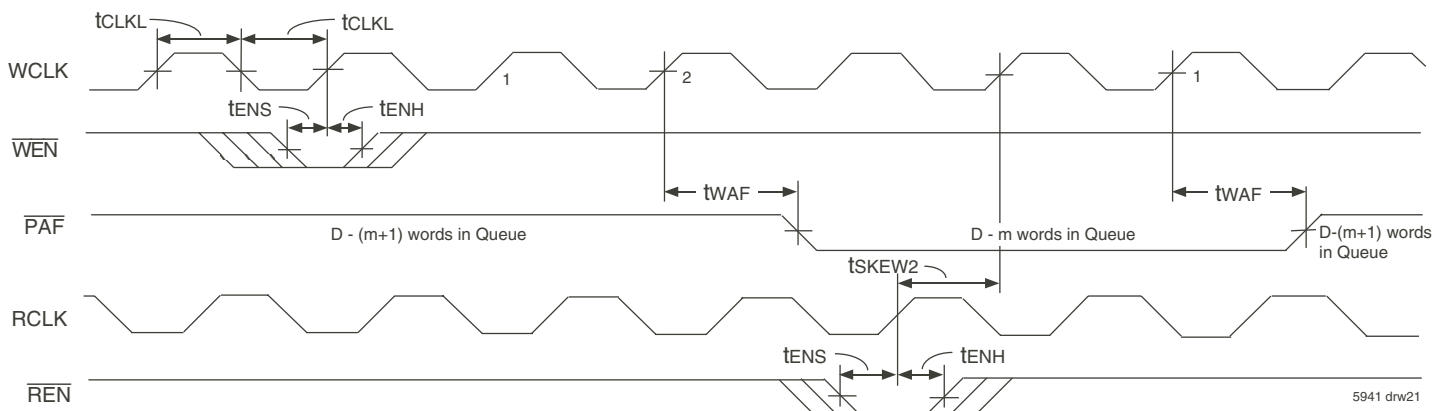 tCLKL tCLKL
WCLK 1 2 1
tENS tENH
WEN
tWAF tWAF
PAF D - (m+1) words in Queue D - m words in Queue D-(m+1) words
in Queue
tSKEW2
RCLK
tENS tENH
REN
5941 drw21